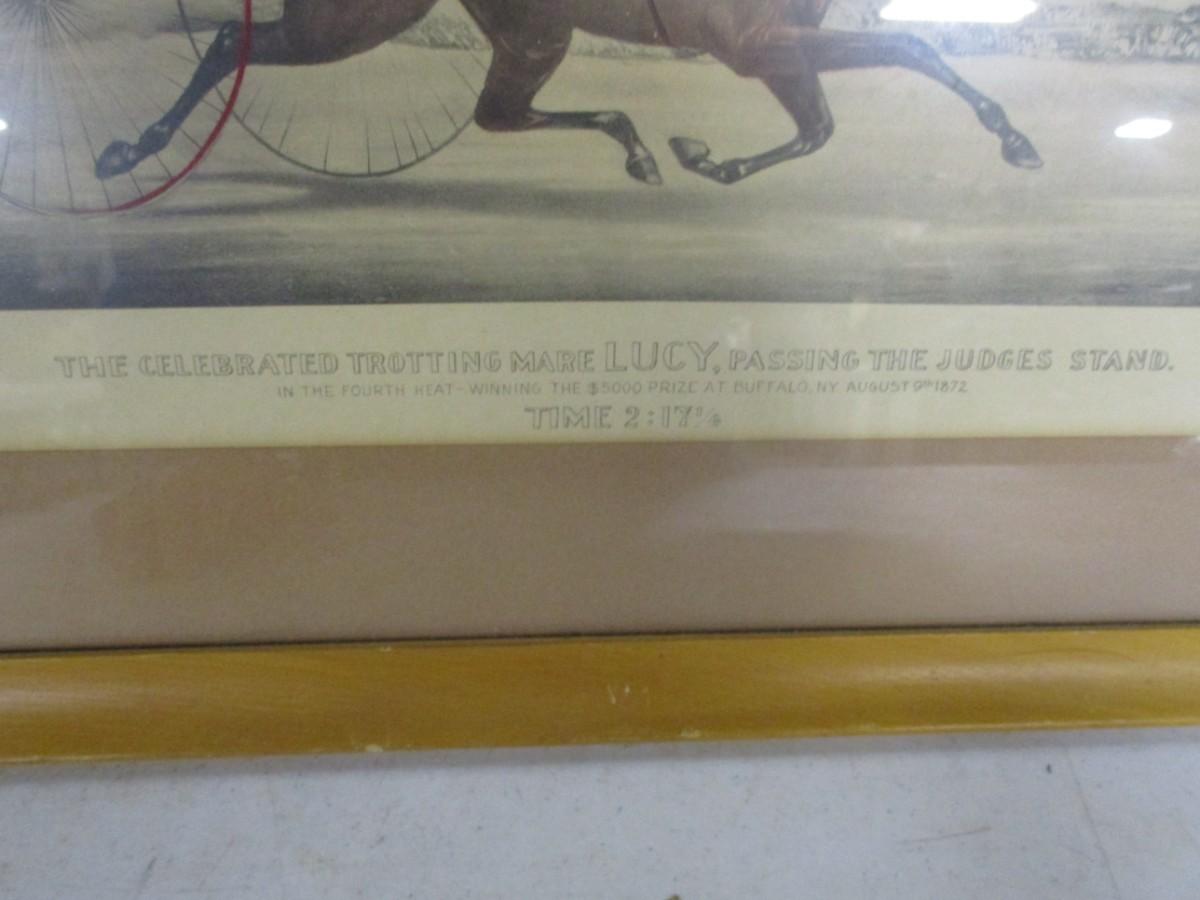 THE CELEBRATED TROTTING MARE LUCY, PASSING THE JUDGES STAND.
IN THE FOURTH HEAT - WINNING THE $5000 PRIZE AT BUFFALO, N.Y. AUGUST 9th 1872
TIME 2:17¼